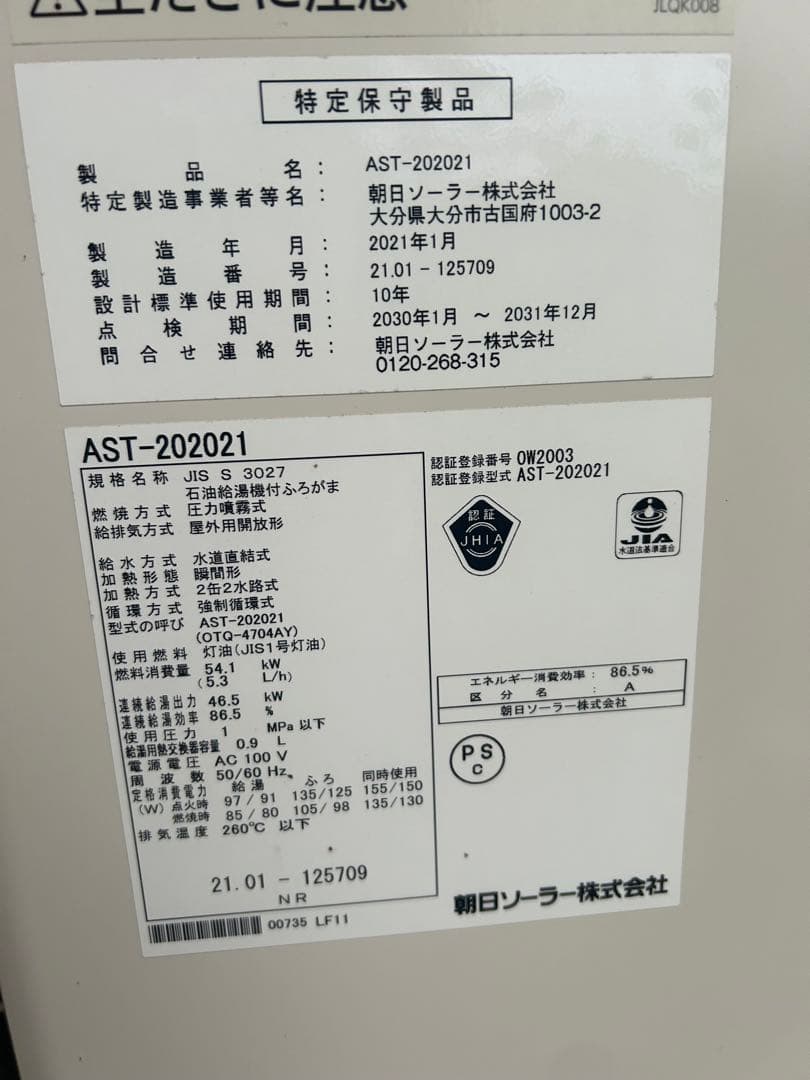 生たきに注意
JLQK008
特定保守製品
製品名: AST-202021
特定製造事業者等名: 朝日ソーラー株式会社
大分県大分市古国府1003-2
製造年月: 2021年1月
製造番号: 21.01-125709
設計標準使用期間: 10年
点検期間: 2030年1月 ~ 2031年12月
問合せ連絡先: 朝日ソーラー株式会社
0120-268-315
AST-202021
規格名称 JIS S 3027
石油給湯機付ふろがま
燃焼方式 圧力噴霧式
給排気方式 屋外用開放形
給水方式 水道直結式
加熱形態 瞬間形
加熱方式 2缶2水路式
循環方式 強制循環式
型式の呼び AST-202021
(OTQ-4704AY)
使用燃料 灯油(JIS1号灯油)
燃料消費量 54.1 kW
(5.3 L/h)
連続給湯出力 46.5 kW
連続給湯効率 86.5 %
使用圧力 1 MPa 以下
給湯用熱交換器容量 0.9 L
電源電圧 AC 100 V
周波数 50/60 Hz
定格消費電力 給湯 ふろ 同時使用
(W) 点火時 97/91 135/125 155/150
燃焼時 85/80 105/98 135/130
排気温度 260℃ 以下
21.01-125709
NR
00735 LF11
認証登録番号 OW2003
認証登録型式 AST-202021
認証
JHIA
JIA
水道法基準適合
エネルギー消費効率: 86.5%
区分名: A
朝日ソーラー株式会社
PS
C
朝日ソーラー株式会社